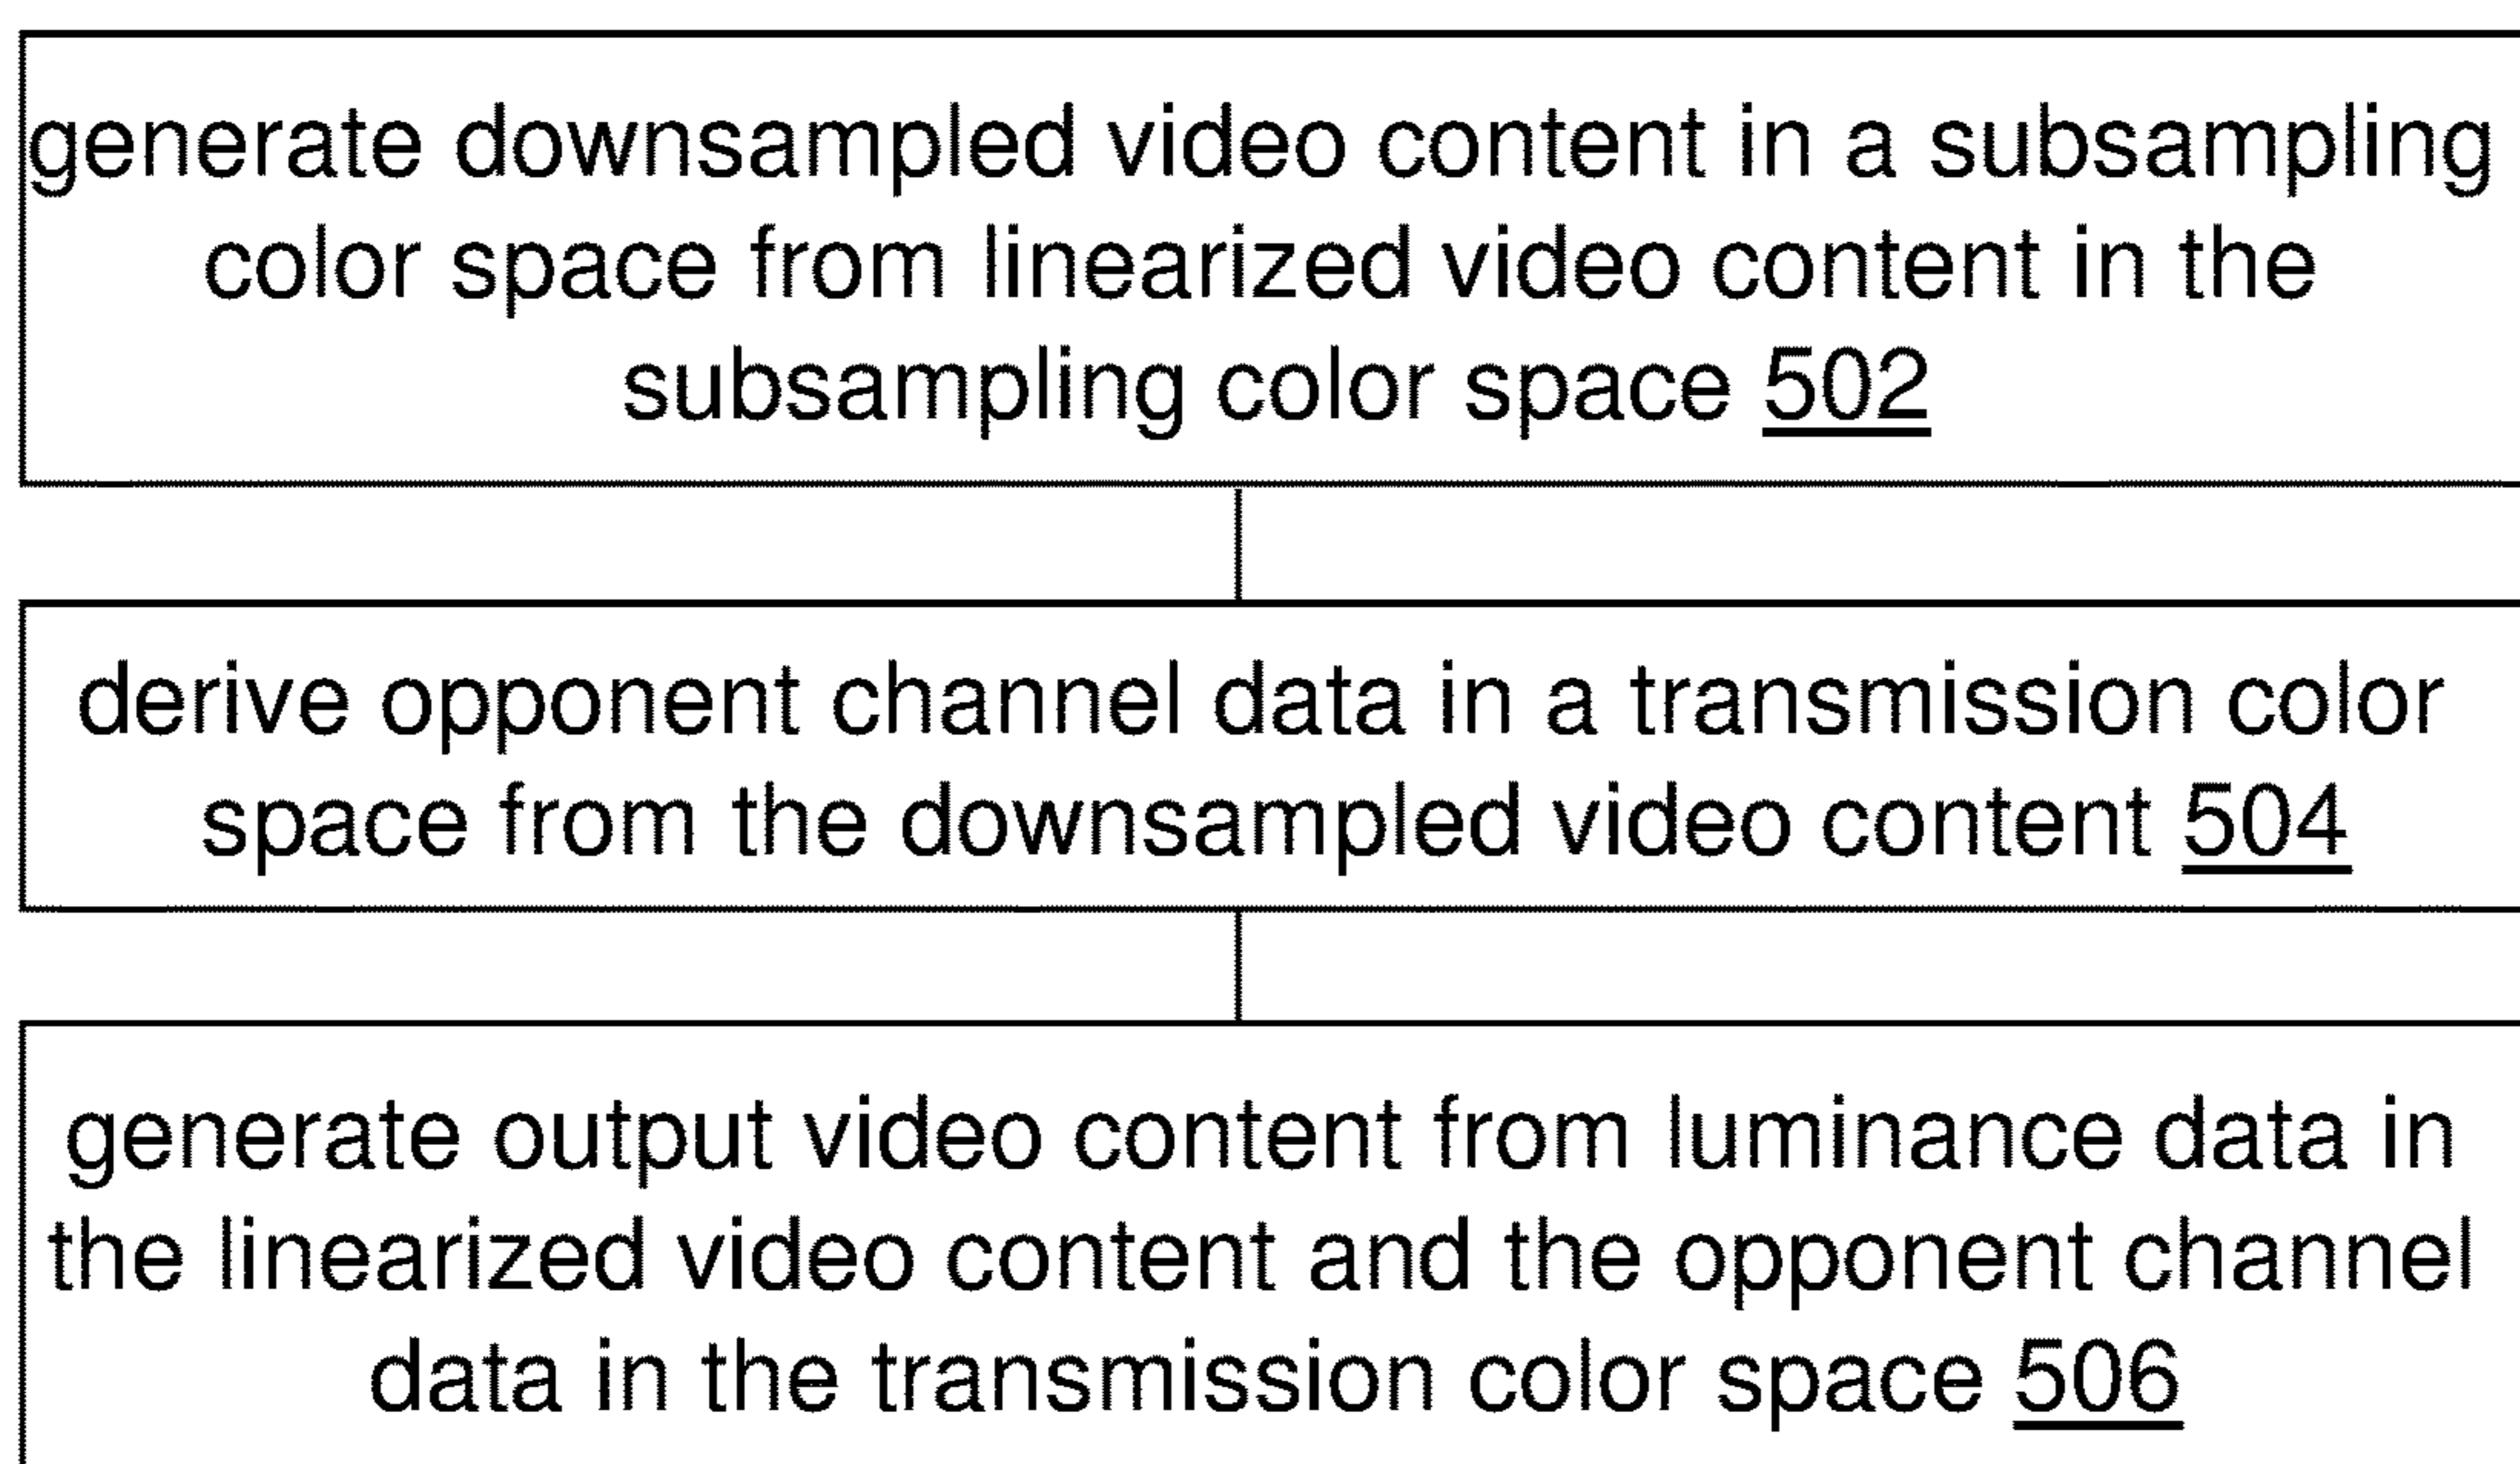 generate downsampled video content in a subsampling
color space from linearized video content in the
subsampling color space 502
derive opponent channel data in a transmission color
space from the downsampled video content 504
generate output video content from luminance data in
the linearized video content and the opponent channel
data in the transmission color space 506